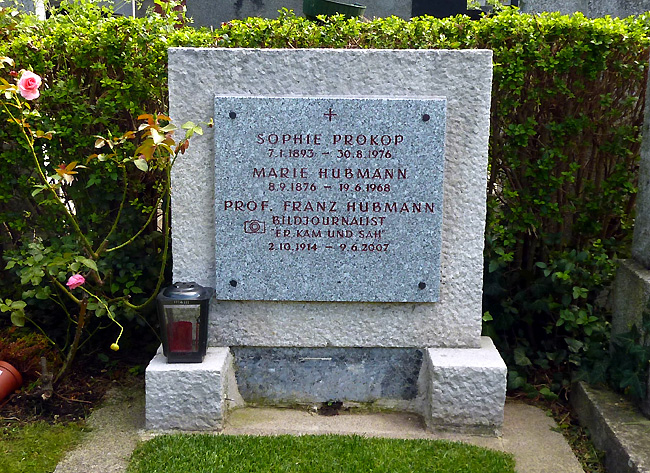 SOPHIE PROKOP
7.1.1893 – 30.8.1976
MARIE HUBMANN
8.9.1876 – 19.6.1968
PROF. FRANZ HUBMANN
BILDJOURNALIST
"ER KAM UND SAH"
2.10.1914 – 9.6.2007